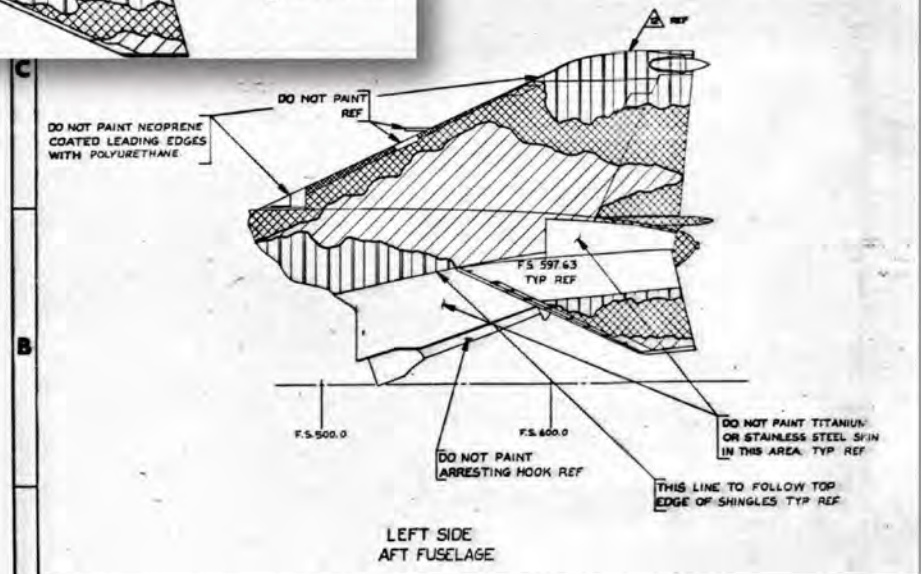 12 REF
C
DO NOT PAINT
REF
DO NOT PAINT NEOPRENE
COATED LEADING EDGES
WITH POLYURETHANE
F.S. 597.63
TYP REF
B
F.S. 500.0
F.S. 600.0
DO NOT PAINT
ARRESTING HOOK REF
DO NOT PAINT TITANIUM
OR STAINLESS STEEL SKIN
IN THIS AREA TYP REF
THIS LINE TO FOLLOW TOP
EDGE OF SHINGLES TYP REF
LEFT SIDE
AFT FUSELAGE